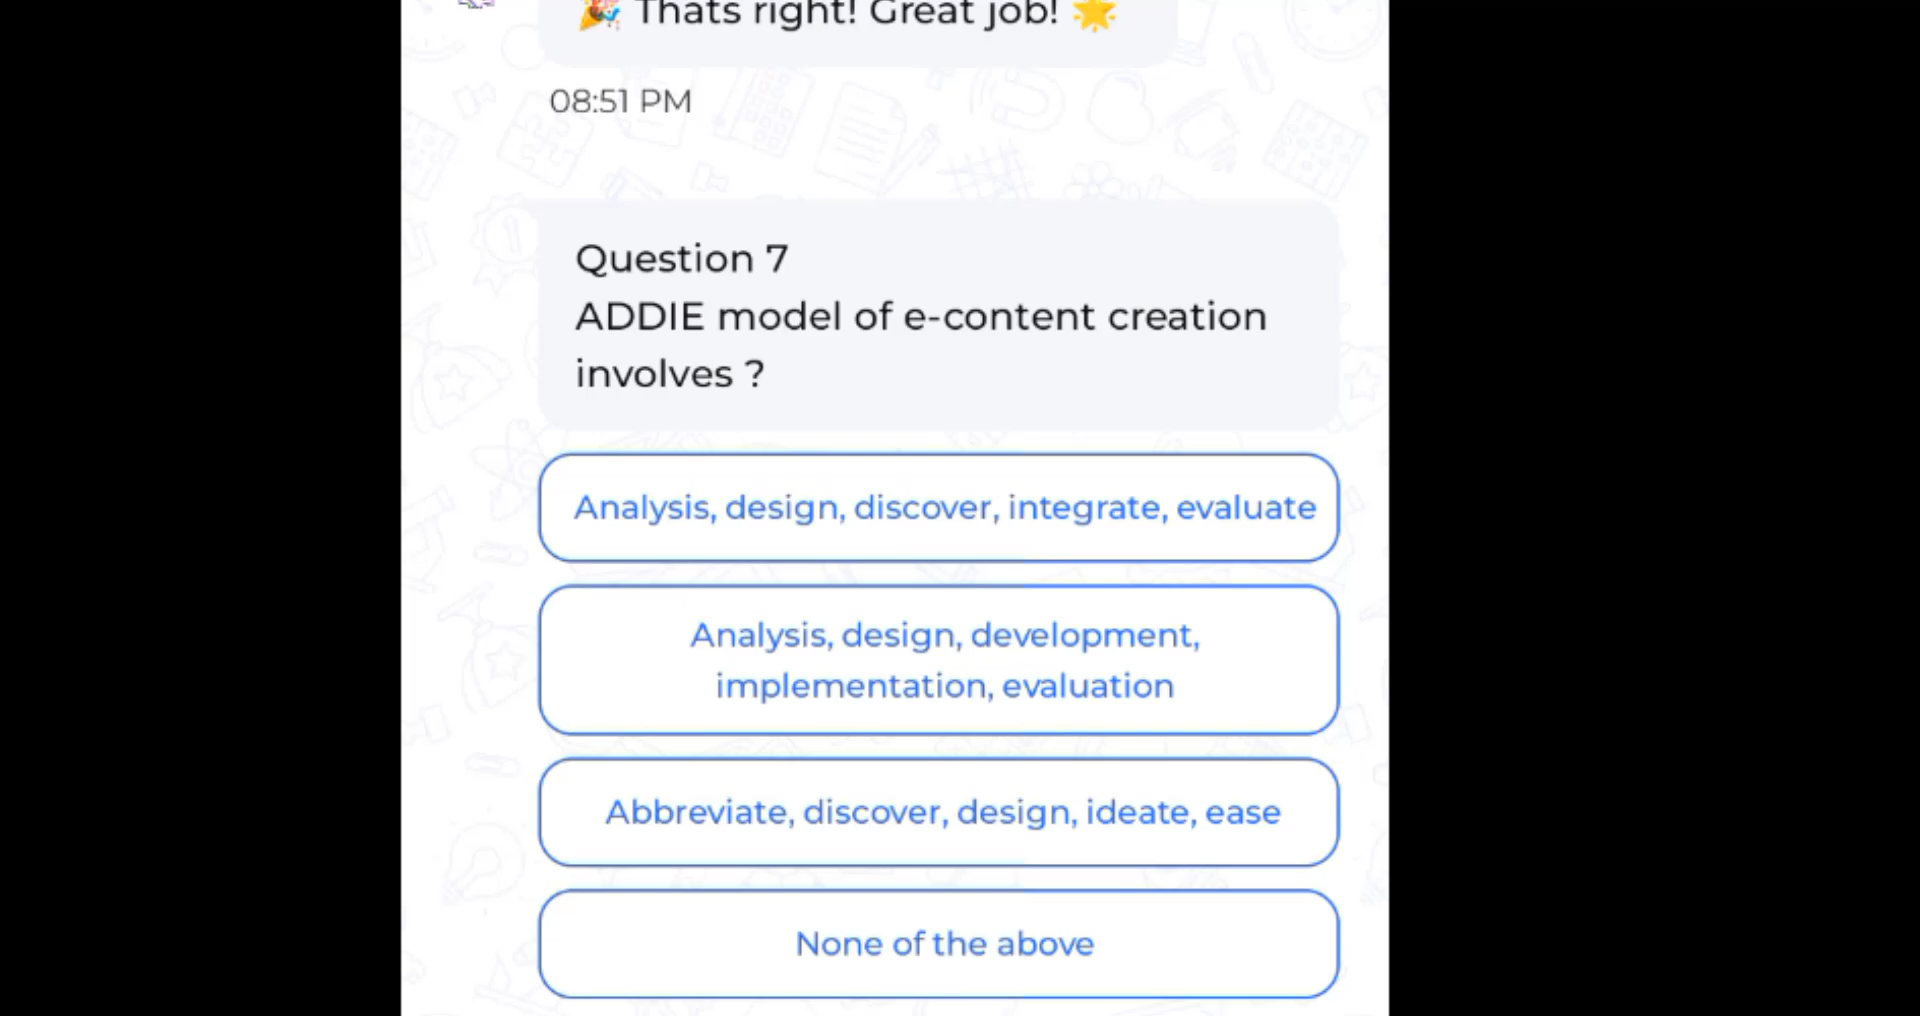 🎉 Thats right! Great job! 🌟
08:51 PM
Question 7
ADDIE model of e-content creation
involves ?
Analysis, design, discover, integrate, evaluate
Analysis, design, development,
implementation, evaluation
Abbreviate, discover, design, ideate, ease
None of the above